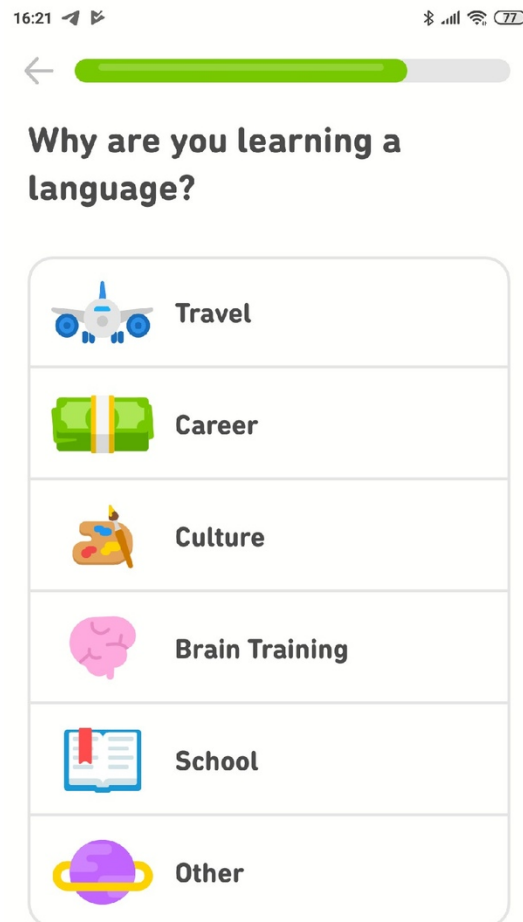 16:21
77
Why are you learning a
language?
Travel
Career
Culture
Brain Training
School
Other